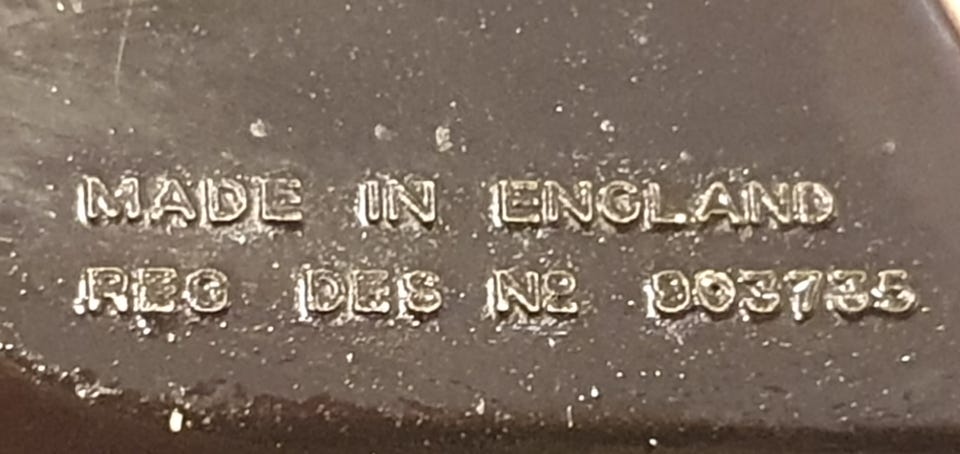 MADE IN ENGLAND
REG DES Nº 903735